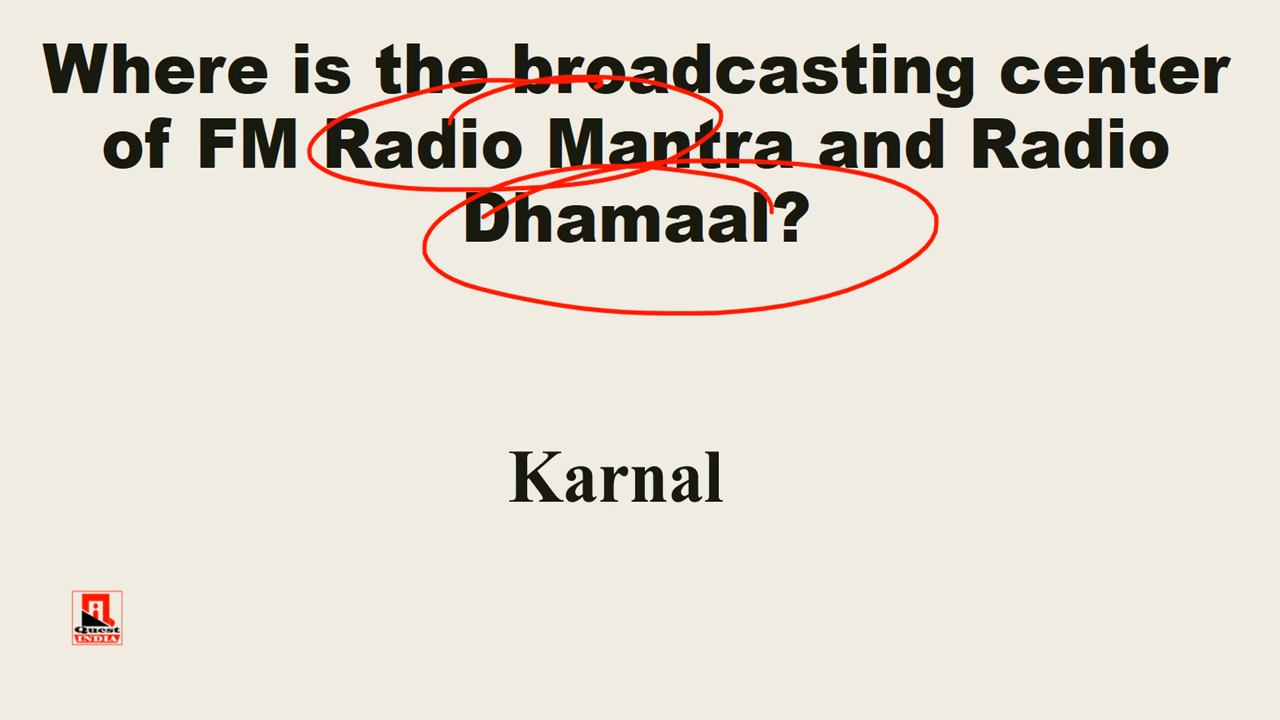 Where is the broadcasting center
of FM Radio Mantra and Radio
Dhamaal?
Karnal
Quest
INDIA